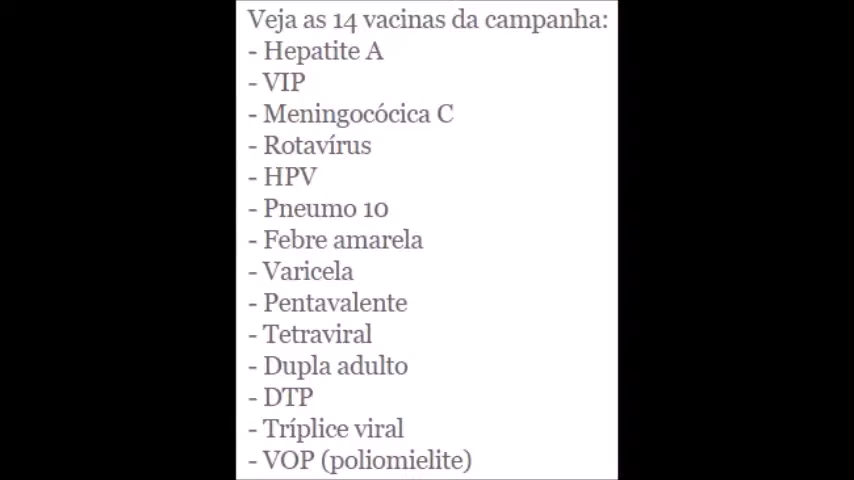 Veja as 14 vacinas da campanha:
- Hepatite A
- VIP
- Meningocócica C
- Rotavírus
- HPV
- Pneumo 10
- Febre amarela
- Varicela
- Pentavalente
- Tetraviral
- Dupla adulto
- DTP
- Tríplice viral
- VOP (poliomielite)